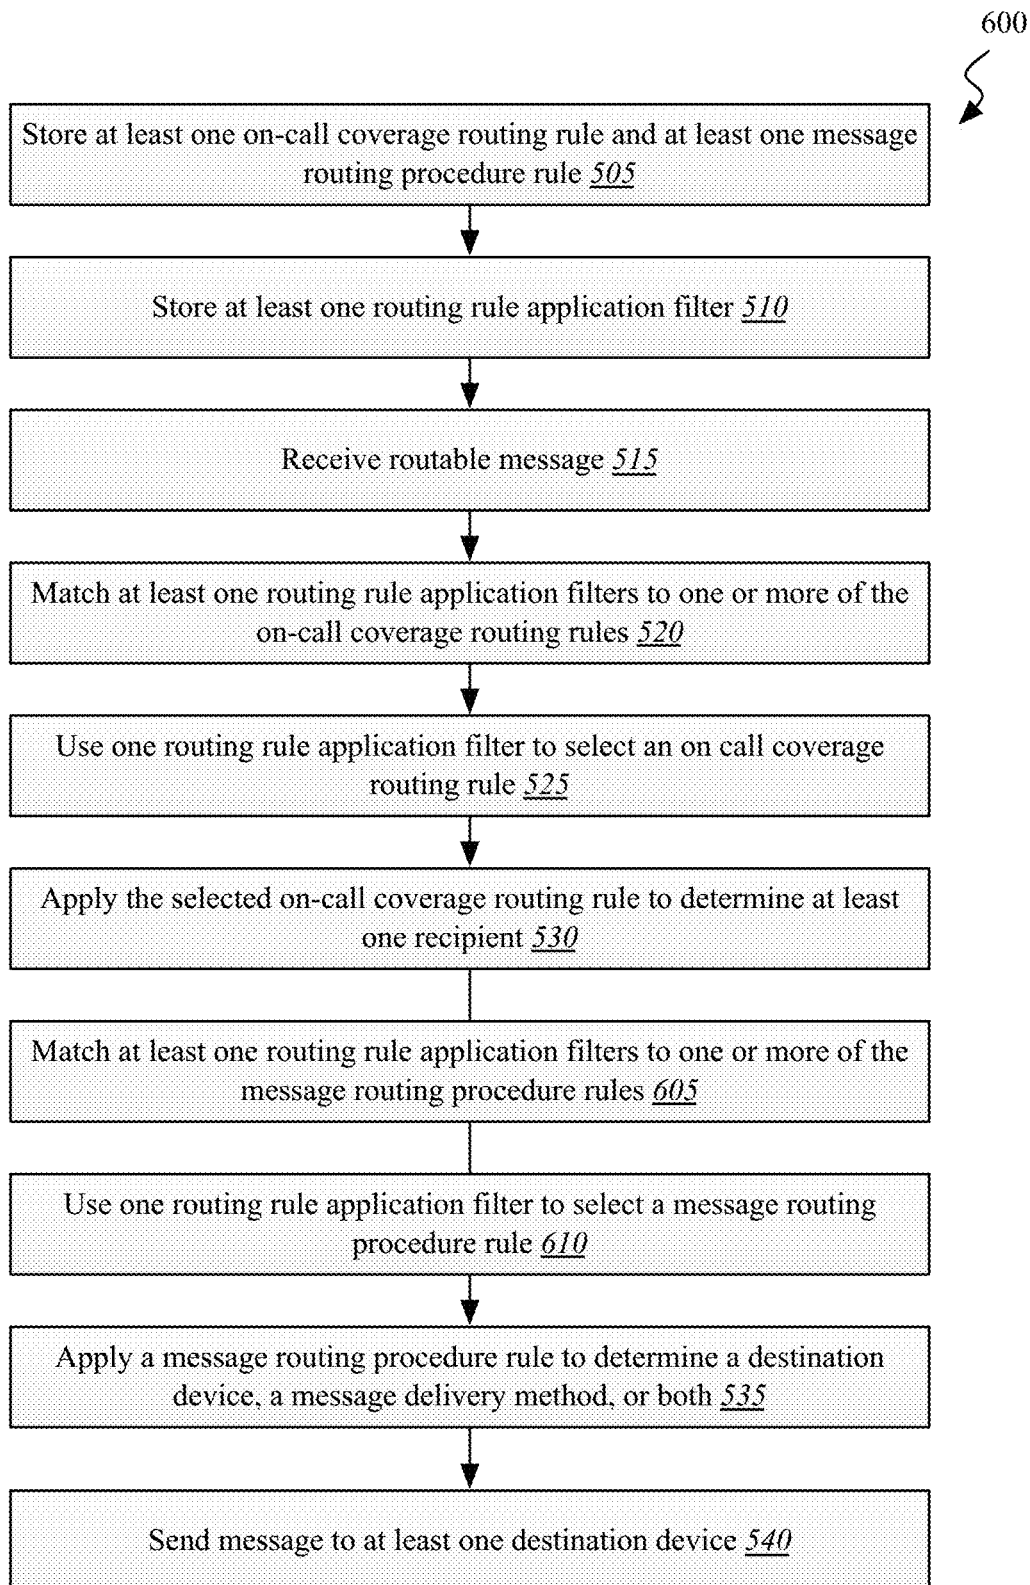 600
Store at least one on-call coverage routing rule and at least one message
routing procedure rule 505
Store at least one routing rule application filter 510
Receive routable message 515
Match at least one routing rule application filters to one or more of the
on-call coverage routing rules 520
Use one routing rule application filter to select an on call coverage
routing rule 525
Apply the selected on-call coverage routing rule to determine at least
one recipient 530
Match at least one routing rule application filters to one or more of the
message routing procedure rules 605
Use one routing rule application filter to select a message routing
procedure rule 610
Apply a message routing procedure rule to determine a destination
device, a message delivery method, or both 535
Send message to at least one destination device 540